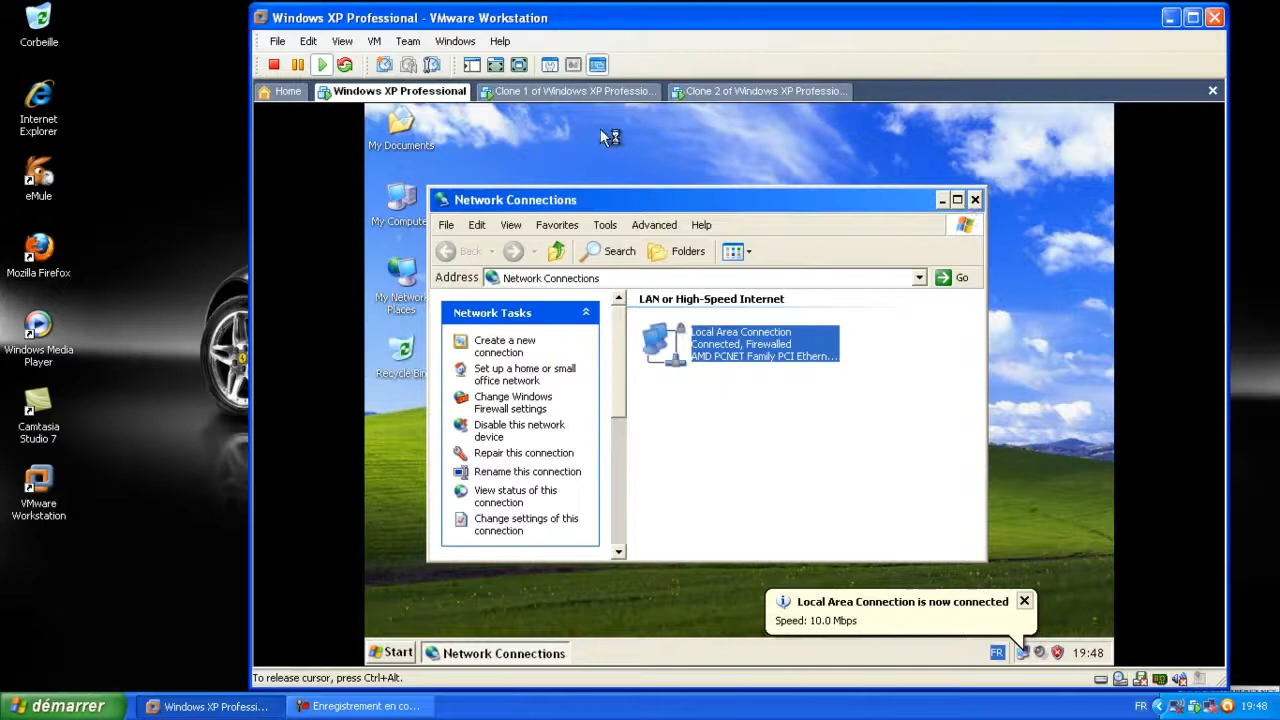 Corbeille
Internet
Explorer
eMule
Mozilla Firefox
Windows Media
Player
Camtasia
Studio 7
VMware
Workstation
Windows XP Professional - VMware Workstation
File Edit View VM Team Windows Help
Home Windows XP Professional Clone 1 of Windows XP Professio... Clone 2 of Windows XP Professio...
My Documents
My Compute
My Network
Places
Recycle Bin
Network Connections
File Edit View Favorites Tools Advanced Help
Back Search Folders
Address Network Connections Go
Network Tasks
Create a new
connection
Set up a home or small
office network
Change Windows
Firewall settings
Disable this network
device
Repair this connection
Rename this connection
View status of this
connection
Change settings of this
connection
LAN or High-Speed Internet
Local Area Connection
Connected, Firewalled
AMD PCNET Family PCI Ethern...
Local Area Connection is now connected
Speed: 10.0 Mbps
Start Network Connections FR 19:48
To release cursor, press Ctrl+Alt.
démarrer Windows XP Professi... Enregistrement en co... FR 19:48